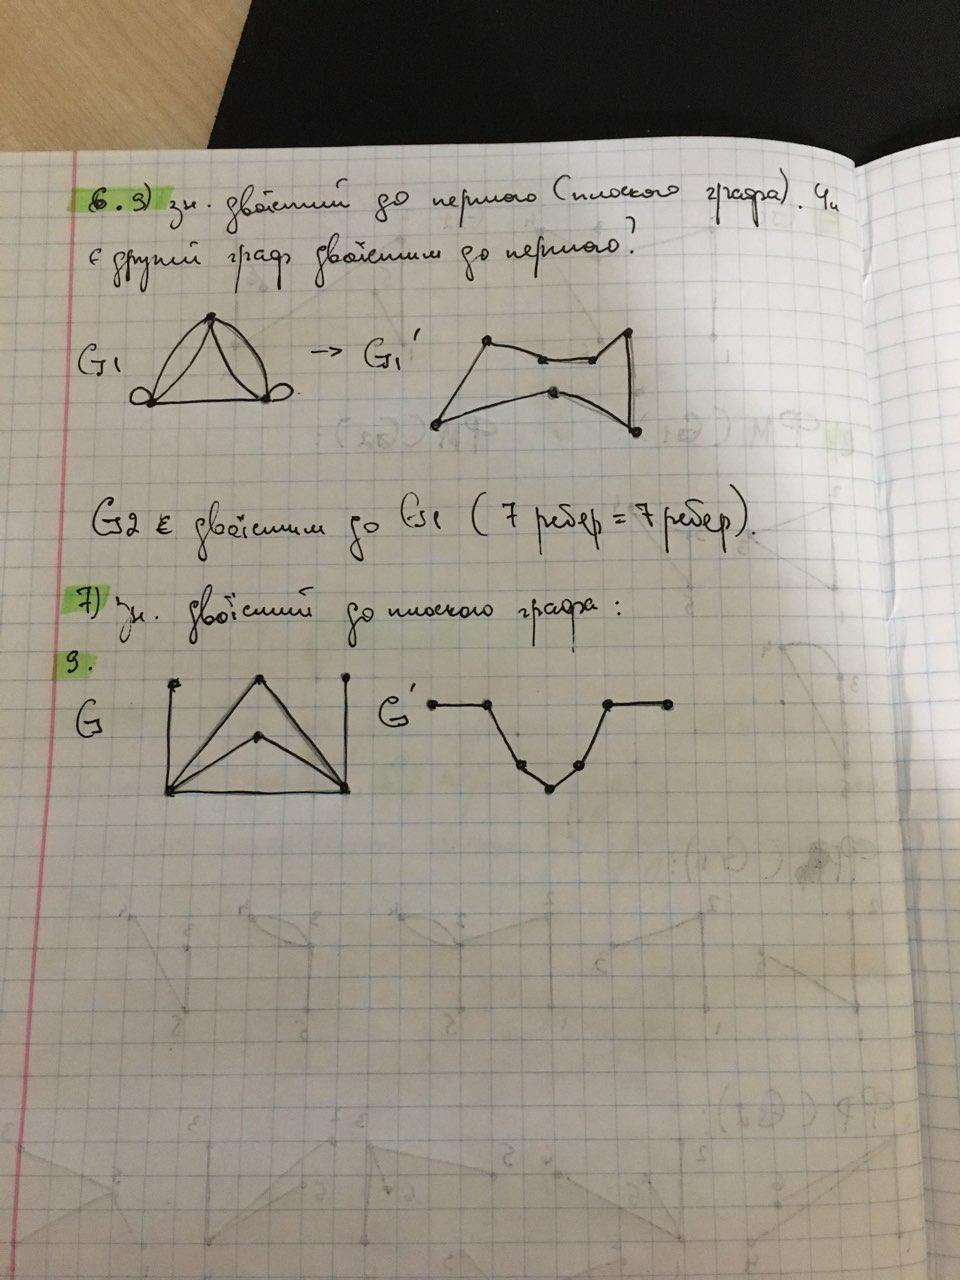 6.9) зн. двоїстий до першого (плоского графа). Чи
є другий граф двоїстим до першого?
G1 → G1'
G2 є двоїстим до G1 (7 ребер = 7 ребер).
7) Зн. двоїстий до плоского графа:
9.
G G'